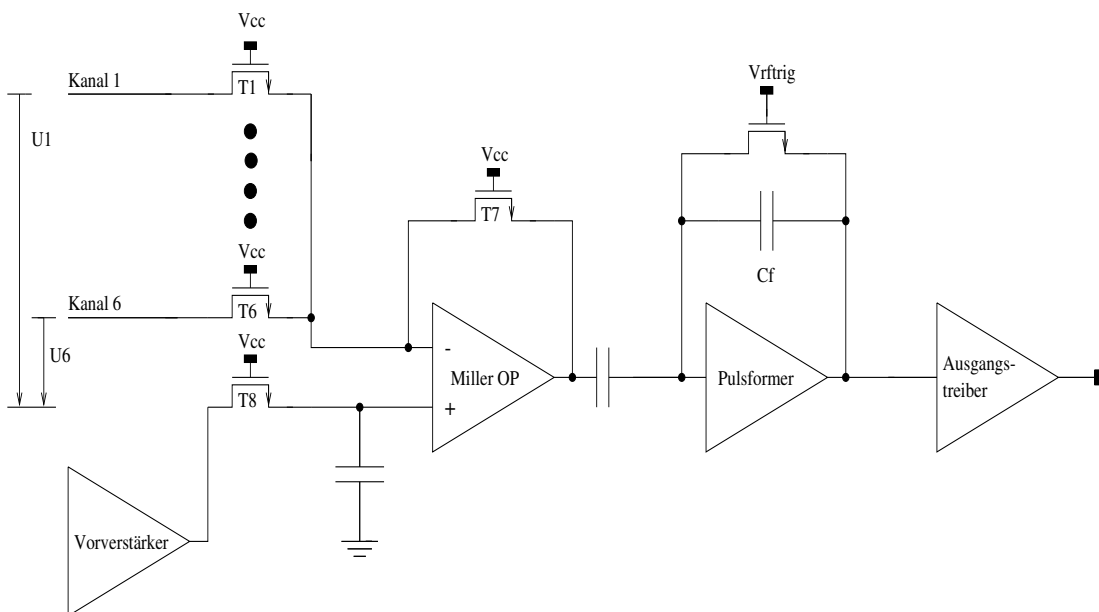 Vcc
Kanal 1
T1
U1
Vrftrig
Vcc
T7
Vcc
Kanal 6
T6
Cf
U6
Vcc
T8
-
Miller OP
+
Pulsformer
Ausgangs-
treiber
Vorverstärker